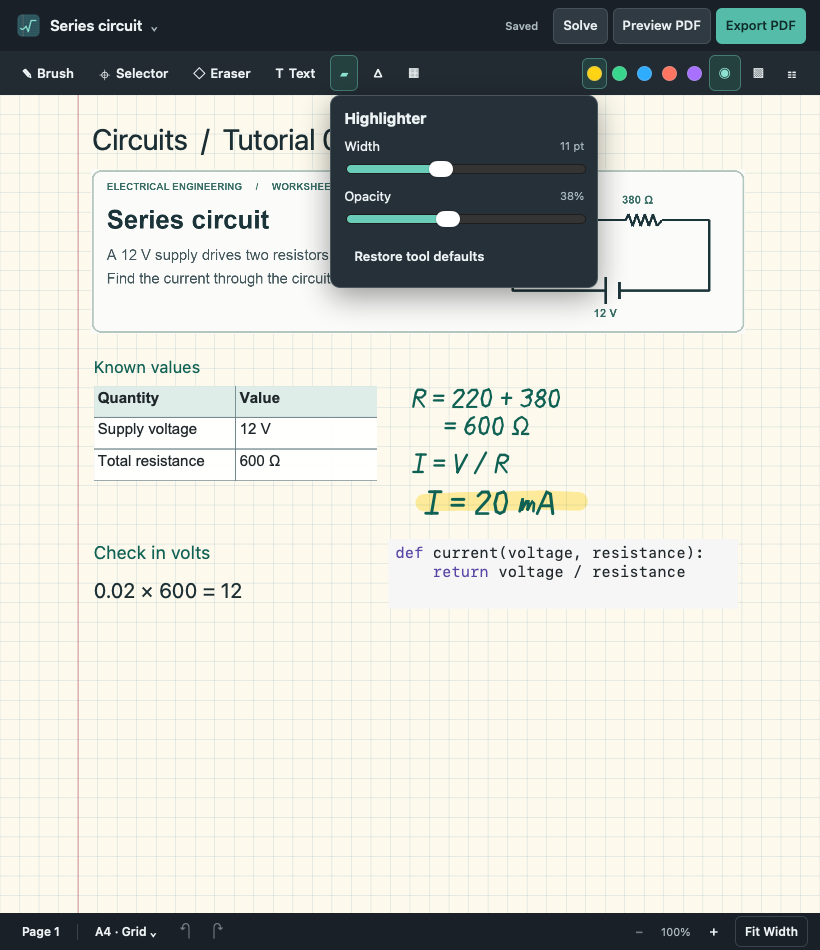 Series circuit
Saved
Solve
Preview PDF
Export PDF
Brush
Selector
Eraser
T Text
Highlighter
Width 11 pt
Opacity 38%
Restore tool defaults
Circuits / Tutorial
ELECTRICAL ENGINEERING / WORKSHEE
Series circuit
A 12 V supply drives two resistors
Find the current through the circuit
380 Ω
12 V
Known values
Quantity Value
Supply voltage 12 V
Total resistance 600 Ω
R = 220 + 380
= 600 Ω
I = V / R
I = 20 mA
Check in volts
0.02 × 600 = 12
def current(voltage, resistance):
return voltage / resistance
Page 1
A4 · Grid
− 100% +
Fit Width